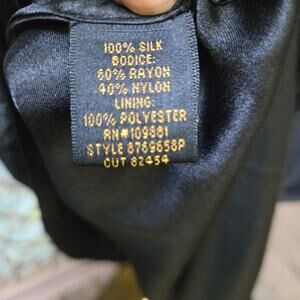 100% SILK
BODICE:
60% RAYON
40% NYLON
LINING:
100% POLYESTER
RN#109881
STYLE 8769658P
CUT 82454